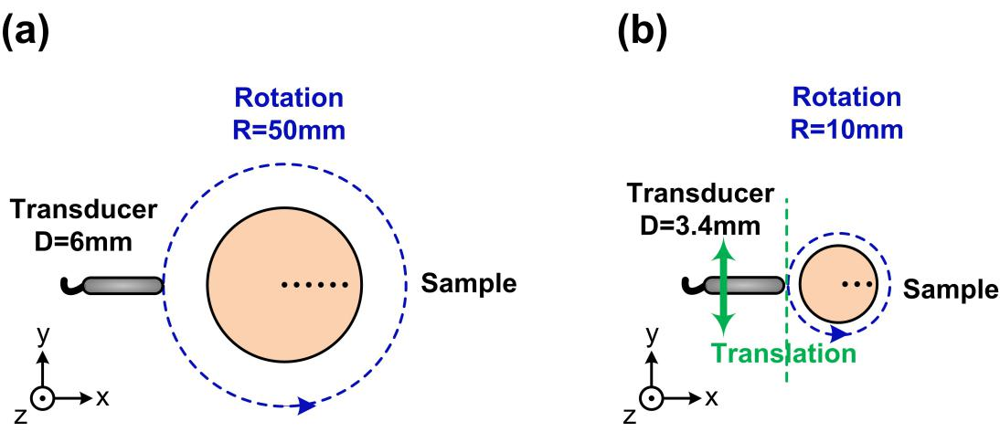 (a)
Rotation
R=50mm
Transducer
D=6mm
Sample
y
x
z
(b)
Rotation
R=10mm
Transducer
D=3.4mm
Sample
Translation
y
x
z